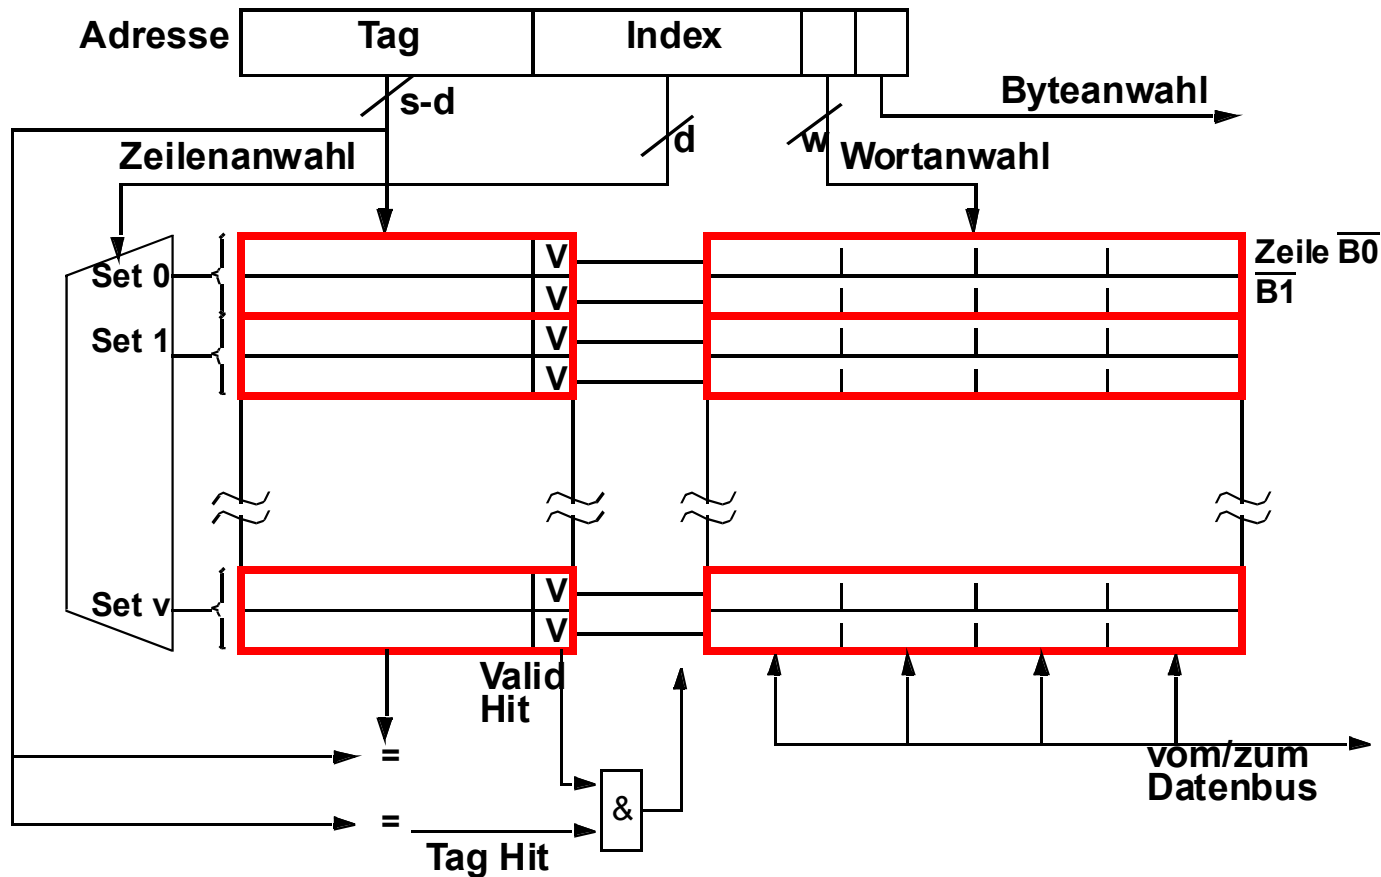 Adresse Tag Index
s-d
Byteanwahl
d
w
Zeilenanwahl
Wortanwahl
V
Zeile B0
Set 0
B1
V
Set 1
V
V
Set v
V
V
Valid
Hit
=
vom/zum
Datenbus
&
=
Tag Hit